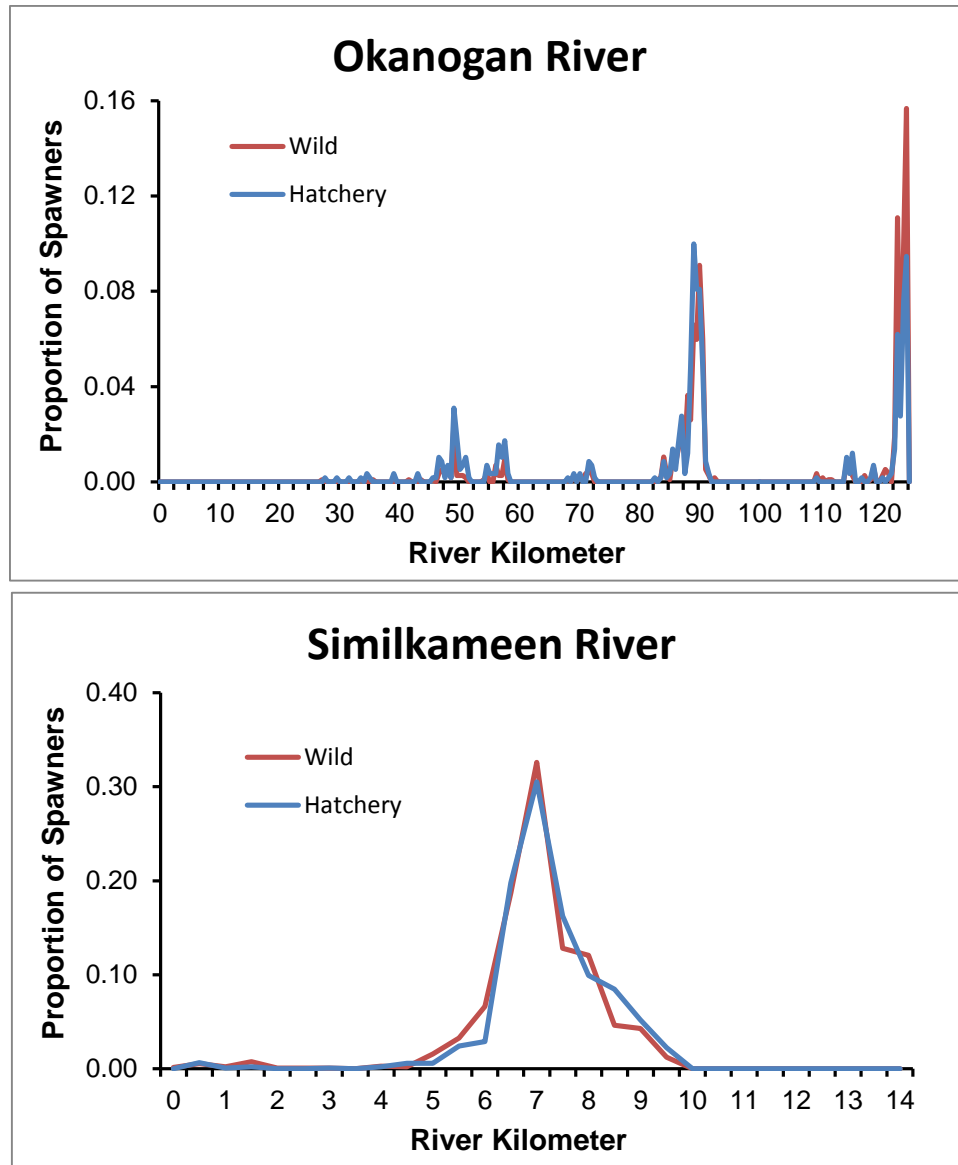 Okanogan River
Proportion of Spawners
0.16
0.12
0.08
0.04
0.00
Wild
Hatchery
0 10 20 30 40 50 60 70 80 90 100 110 120
River Kilometer
Similkameen River
Proportion of Spawners
0.40
0.30
0.20
0.10
0.00
Wild
Hatchery
0 1 2 3 4 5 6 7 8 9 10 11 12 13 14
River Kilometer